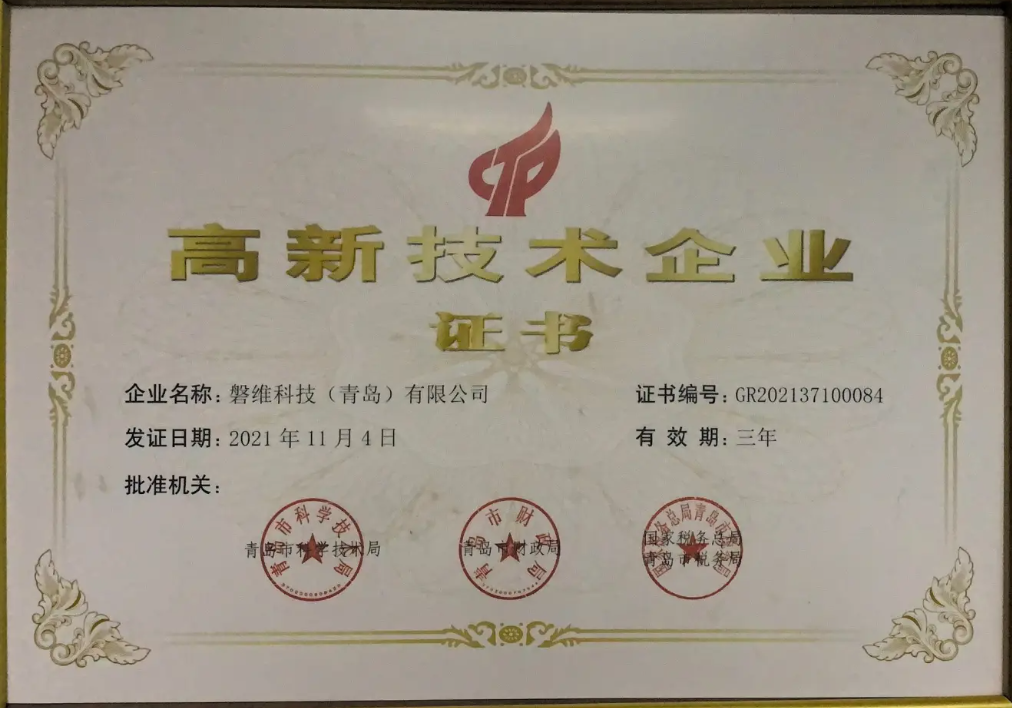 高新技术企业
证书
企业名称：磐维科技（青岛）有限公司
证书编号：GR202137100084
发证日期：2021年11月4日
有效期：三年
批准机关：
青岛市科学技术局
青岛市财政局
国家税务总局
青岛市税务局